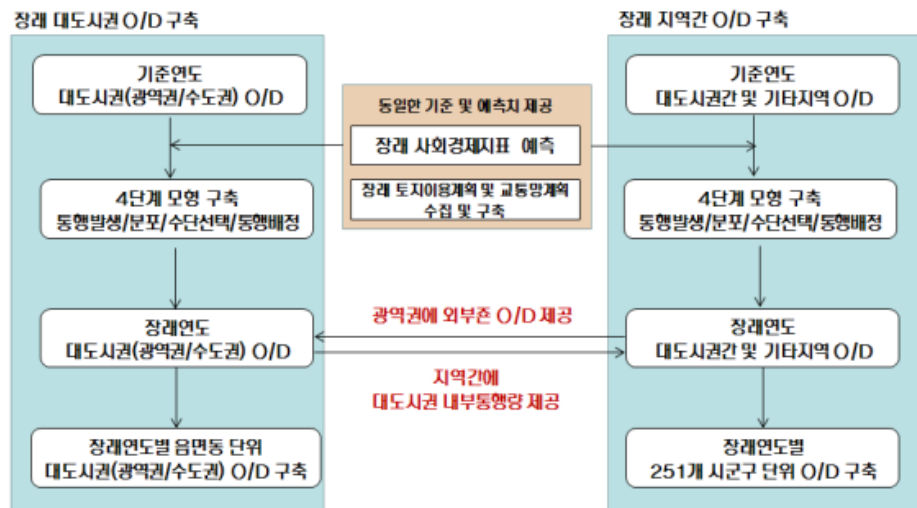 장래 대도시권 O/D 구축
기준연도
대도시권(광역권/수도권) O/D
4단계 모형 구축
통행발생/분포/수단선택/통행배정
장래연도
대도시권(광역권/수도권) O/D
장래연도별 읍면동 단위
대도시권(광역권/수도권) O/D 구축
동일한 기준 및 예측치 제공
장래 사회경제지표 예측
장래 토지이용계획 및 교통망계획
수집 및 구축
광역권에 외부존 O/D 제공
지역간에
대도시권 내부통행량 제공
장래 지역간 O/D 구축
기준연도
대도시권간 및 기타지역 O/D
4단계 모형 구축
통행발생/분포/수단선택/통행배정
장래연도
대도시권간 및 기타지역 O/D
장래연도별
251개 시군구 단위 O/D 구축